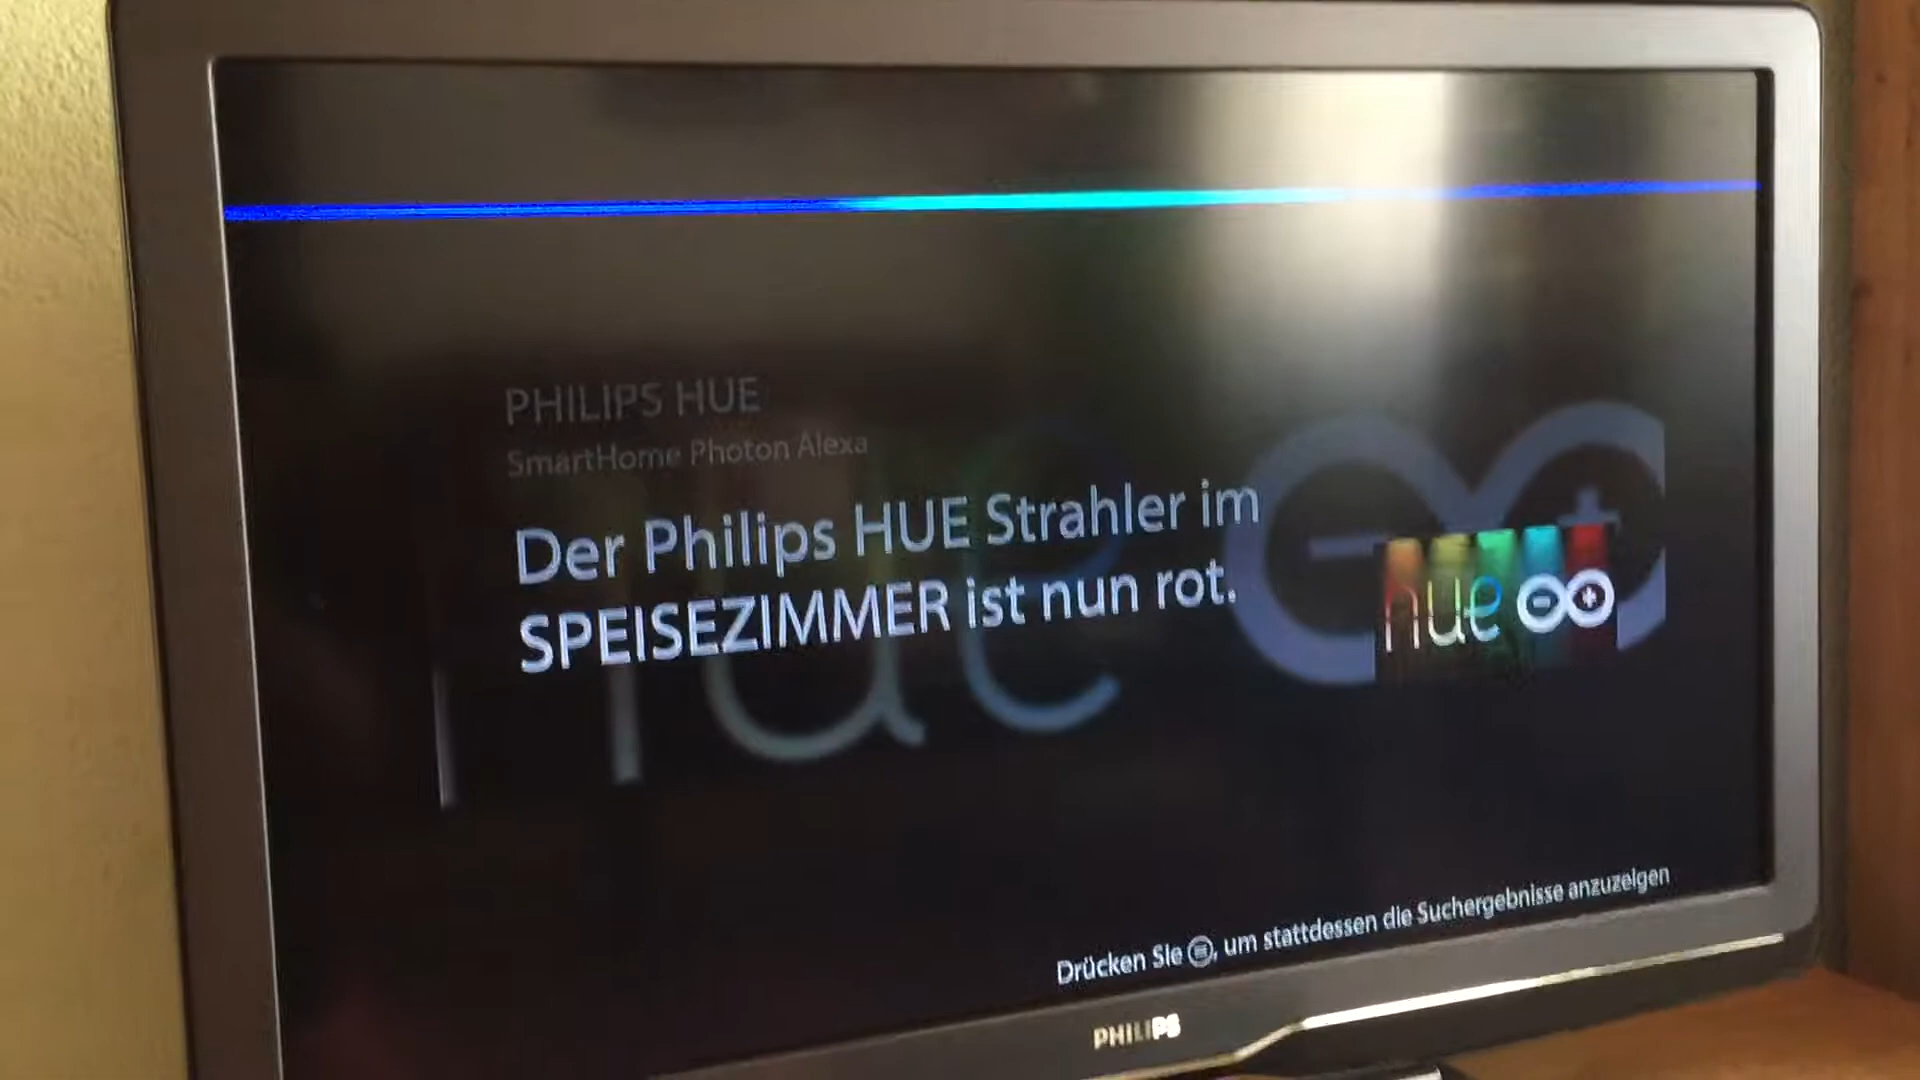 PHILIPS HUE
SmartHome Photon Alexa
Der Philips HUE Strahler im
SPEISEZIMMER ist nun rot.
hue
hue
Drücken Sie , um stattdessen die Suchergebnisse anzuzeigen
PHILIPS